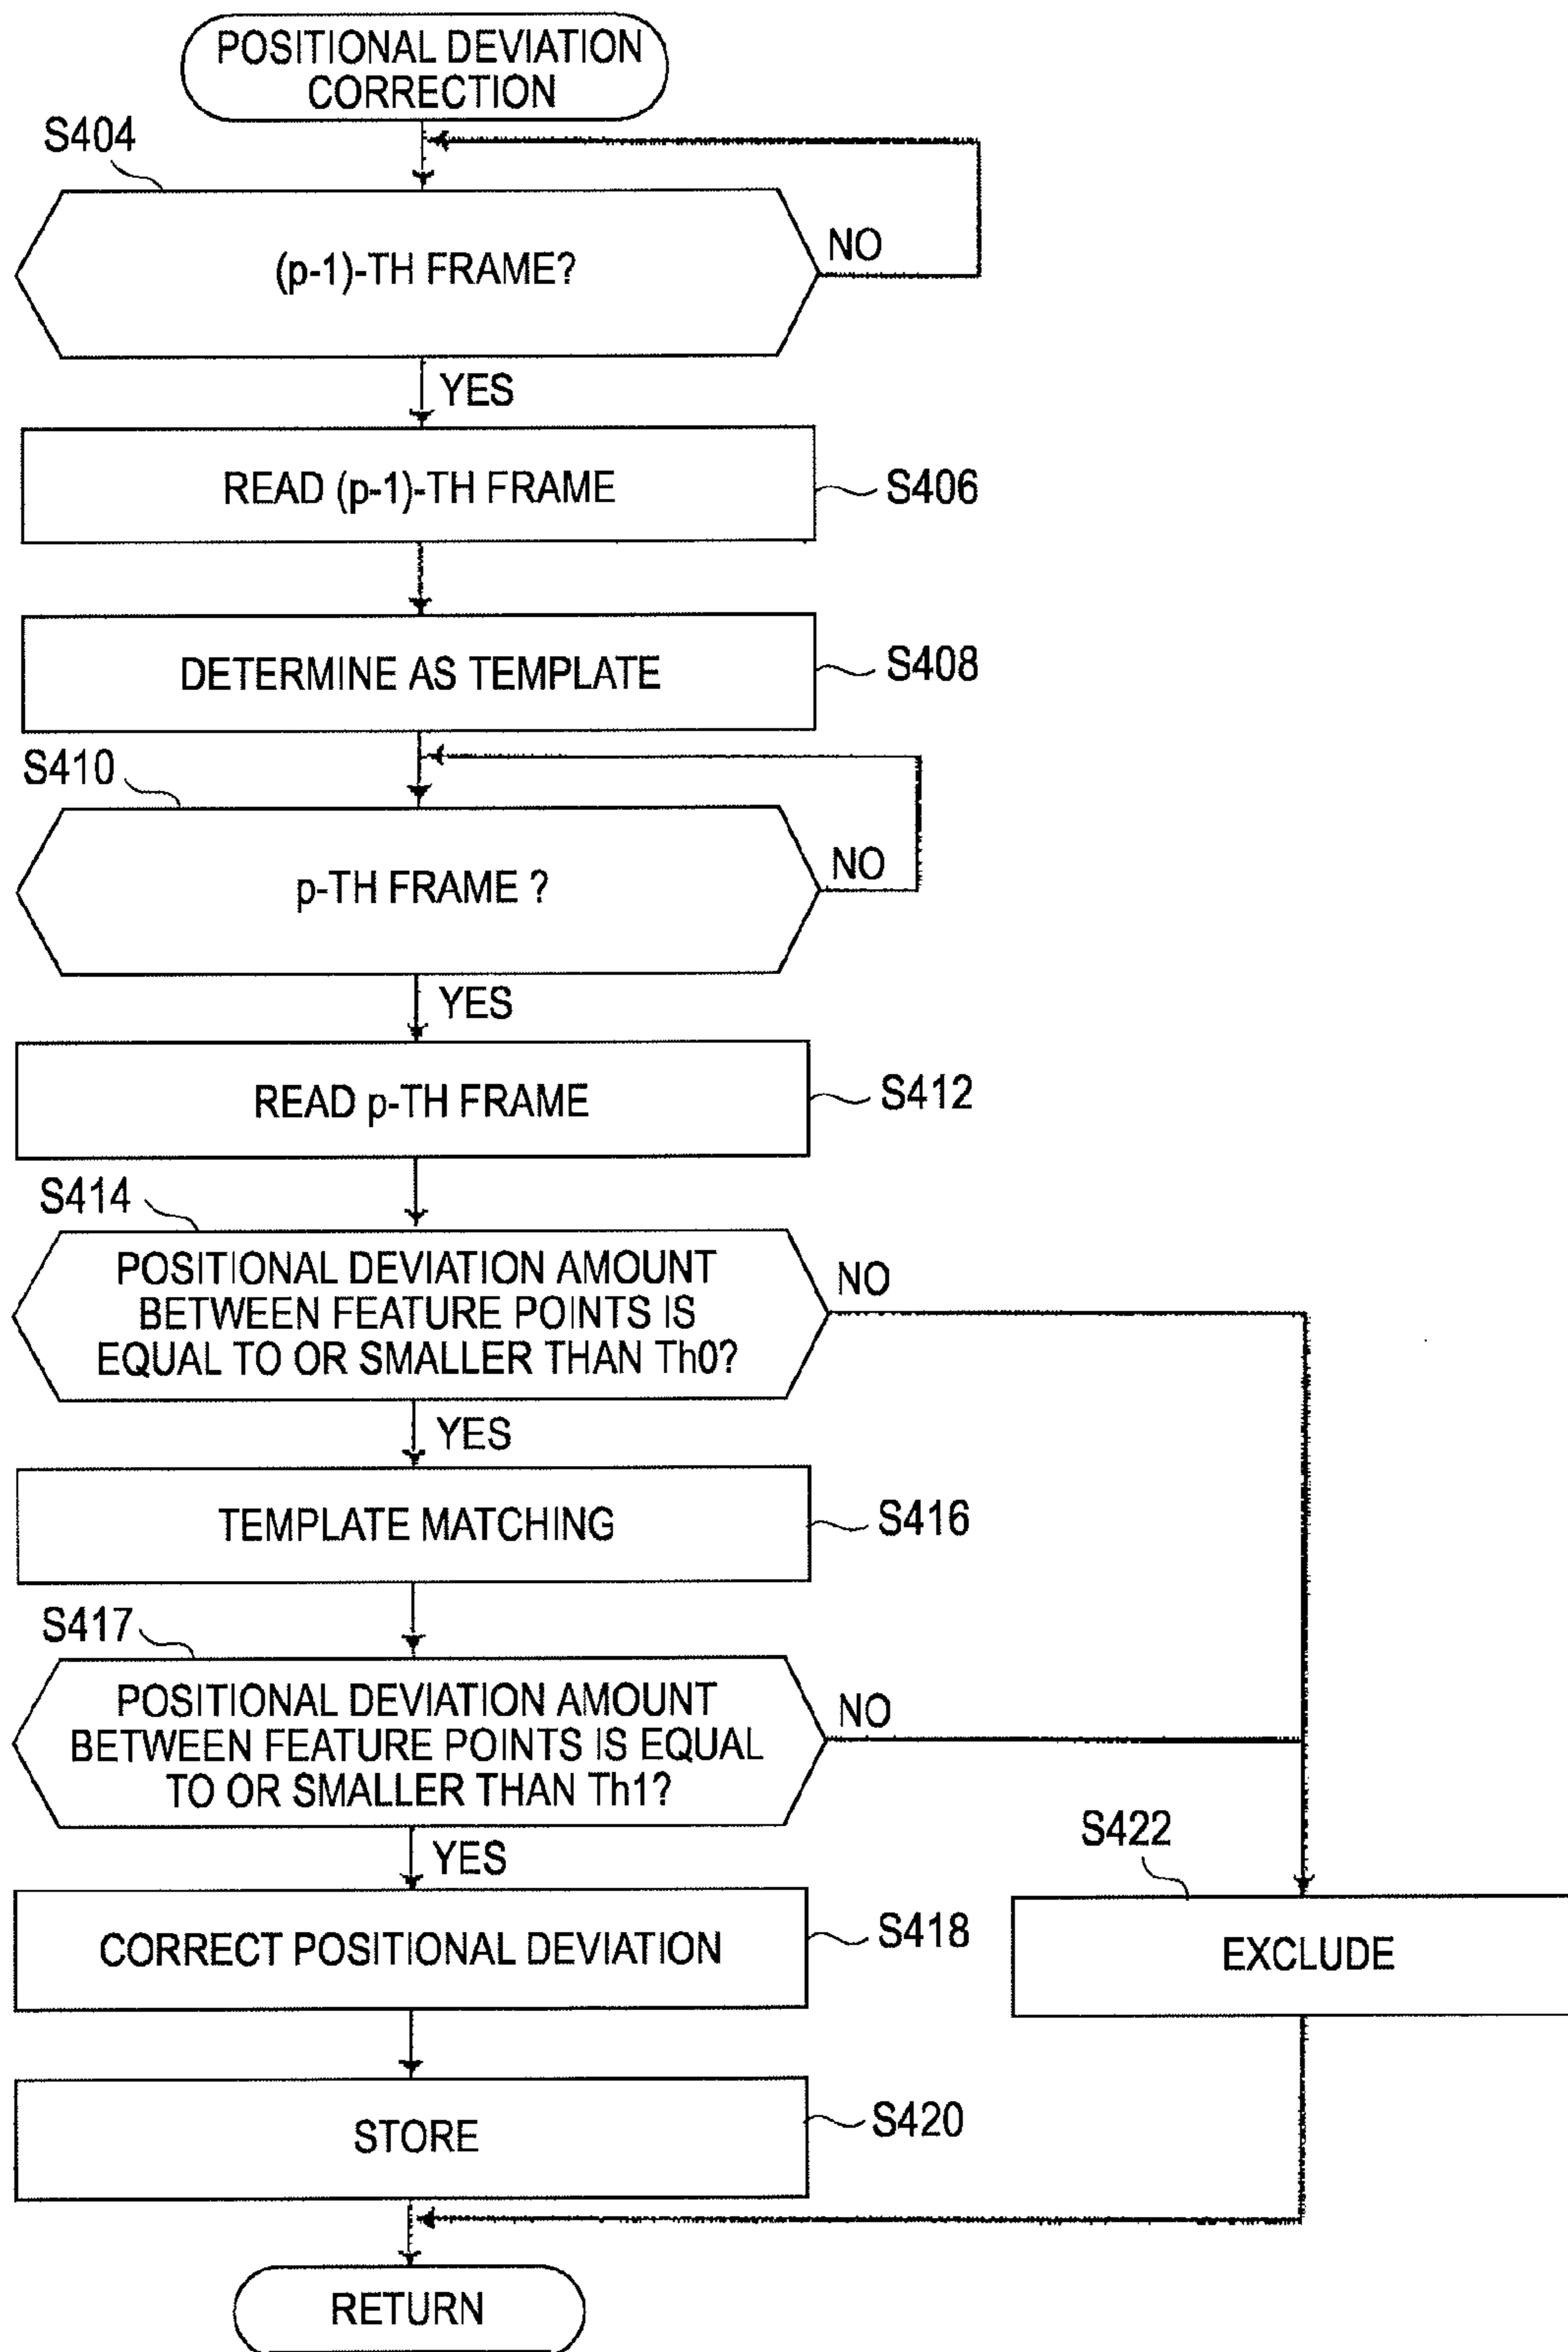 POSITIONAL DEVIATION
CORRECTION
S404
(p-1)-TH FRAME?
NO
YES
READ (p-1)-TH FRAME
S406
DETERMINE AS TEMPLATE
S408
S410
p-TH FRAME ?
NO
YES
READ p-TH FRAME
S412
S414
POSITIONAL DEVIATION AMOUNT
BETWEEN FEATURE POINTS IS
EQUAL TO OR SMALLER THAN Th0?
NO
YES
TEMPLATE MATCHING
S416
S417
POSITIONAL DEVIATION AMOUNT
BETWEEN FEATURE POINTS IS EQUAL
TO OR SMALLER THAN Th1?
NO
YES
S422
CORRECT POSITIONAL DEVIATION
S418
EXCLUDE
STORE
S420
RETURN